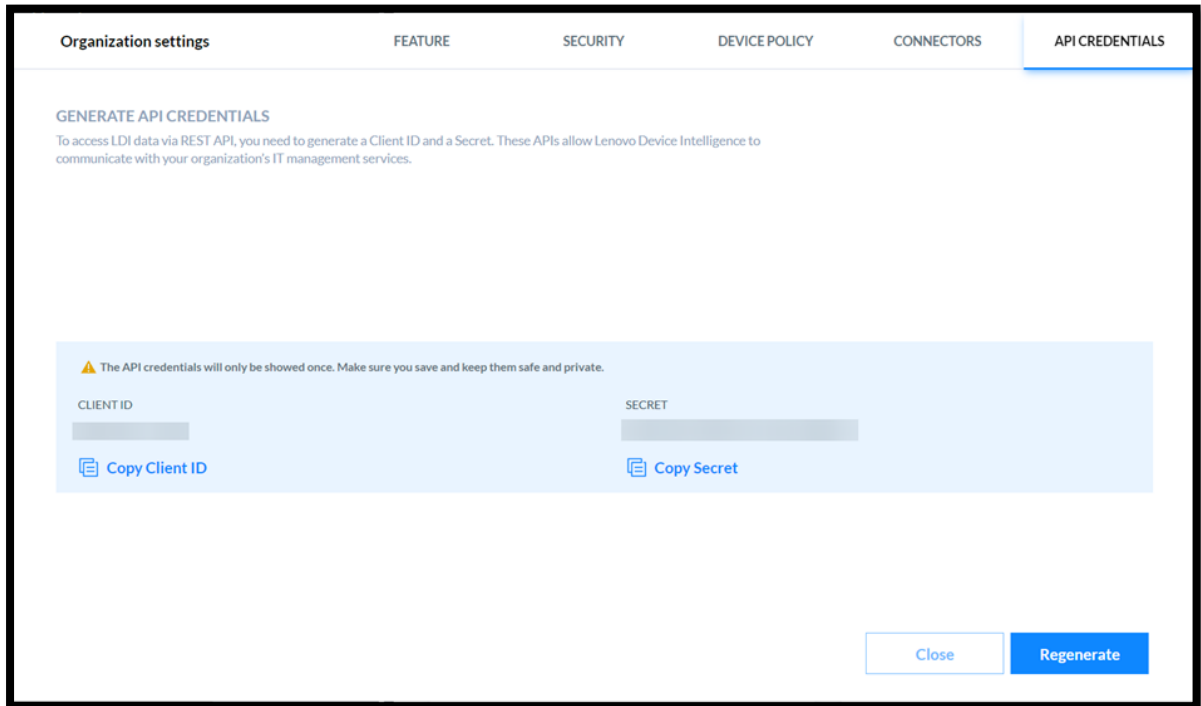 Organization settings FEATURE SECURITY DEVICE POLICY CONNECTORS API CREDENTIALS
GENERATE API CREDENTIALS
To access LDI data via REST API, you need to generate a Client ID and a Secret. These APIs allow Lenovo Device Intelligence to
communicate with your organization's IT management services.
The API credentials will only be showed once. Make sure you save and keep them safe and private.
CLIENT ID SECRET
Copy Client ID Copy Secret
Close Regenerate